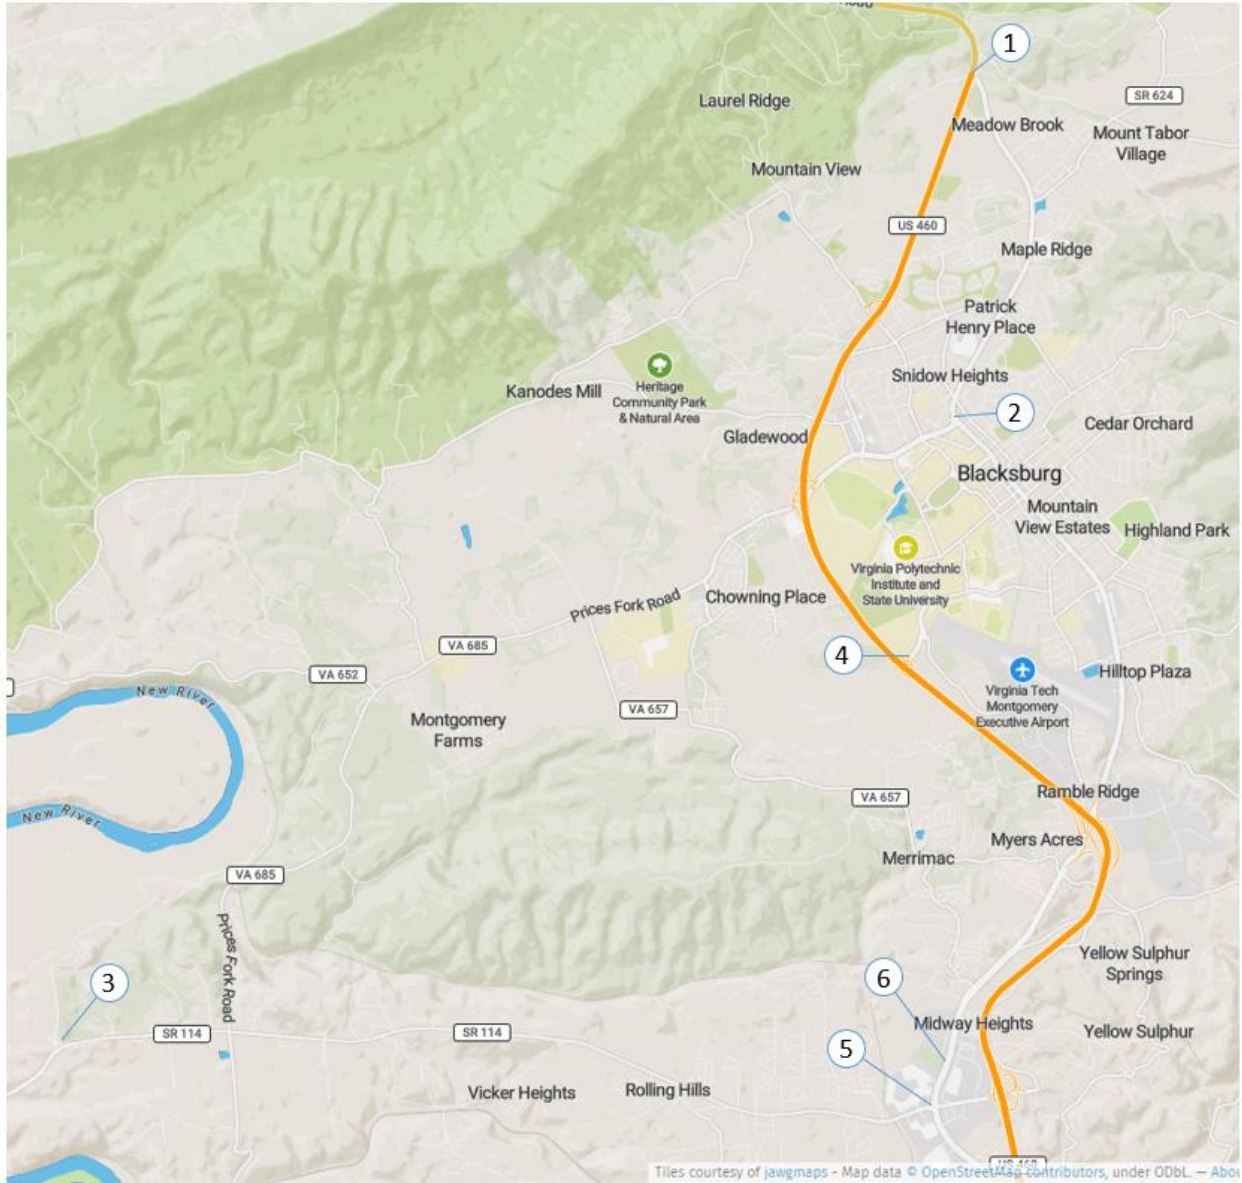 Road
1
Laurel Ridge
SR 624
Meadow Brook
Mount Tabor
Village
Mountain View
US 460
Maple Ridge
Patrick
Henry Place
Snidow Heights
Kanodes Mill
Heritage
Community Park
& Natural Area
2
Cedar Orchard
Gladewood
Blacksburg
Mountain
View Estates
Highland Park
Virginia Polytechnic
Institute and
State University
Prices Fork Road
Chowning Place
VA 685
4
VA 652
New River
Hilltop Plaza
Virginia Tech
Montgomery
Executive Airport
VA 657
Montgomery
Farms
Ramble Ridge
VA 657
New River
Myers Acres
Merrimac
VA 685
Prices Fork Road
Yellow Sulphur
Springs
3
6
SR 114
SR 114
Midway Heights
Yellow Sulphur
5
Vicker Heights
Rolling Hills
US 460
Tiles courtesy of jawgmaps - Map data © OpenStreetMap contributors, under ODbL. — Abou